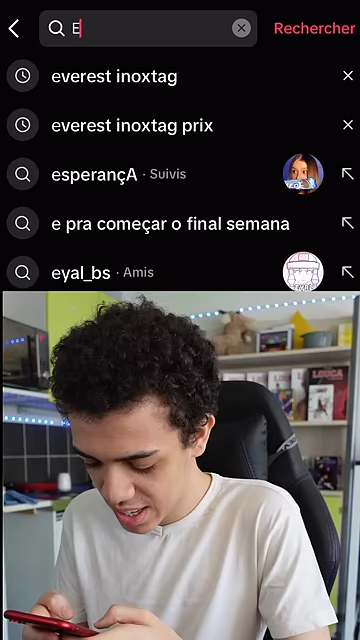 E
Rechercher
everest inoxtag
everest inoxtag prix
esperançA · Suivis
e pra começar o final semana
eyal_bs · Amis
LOUCA